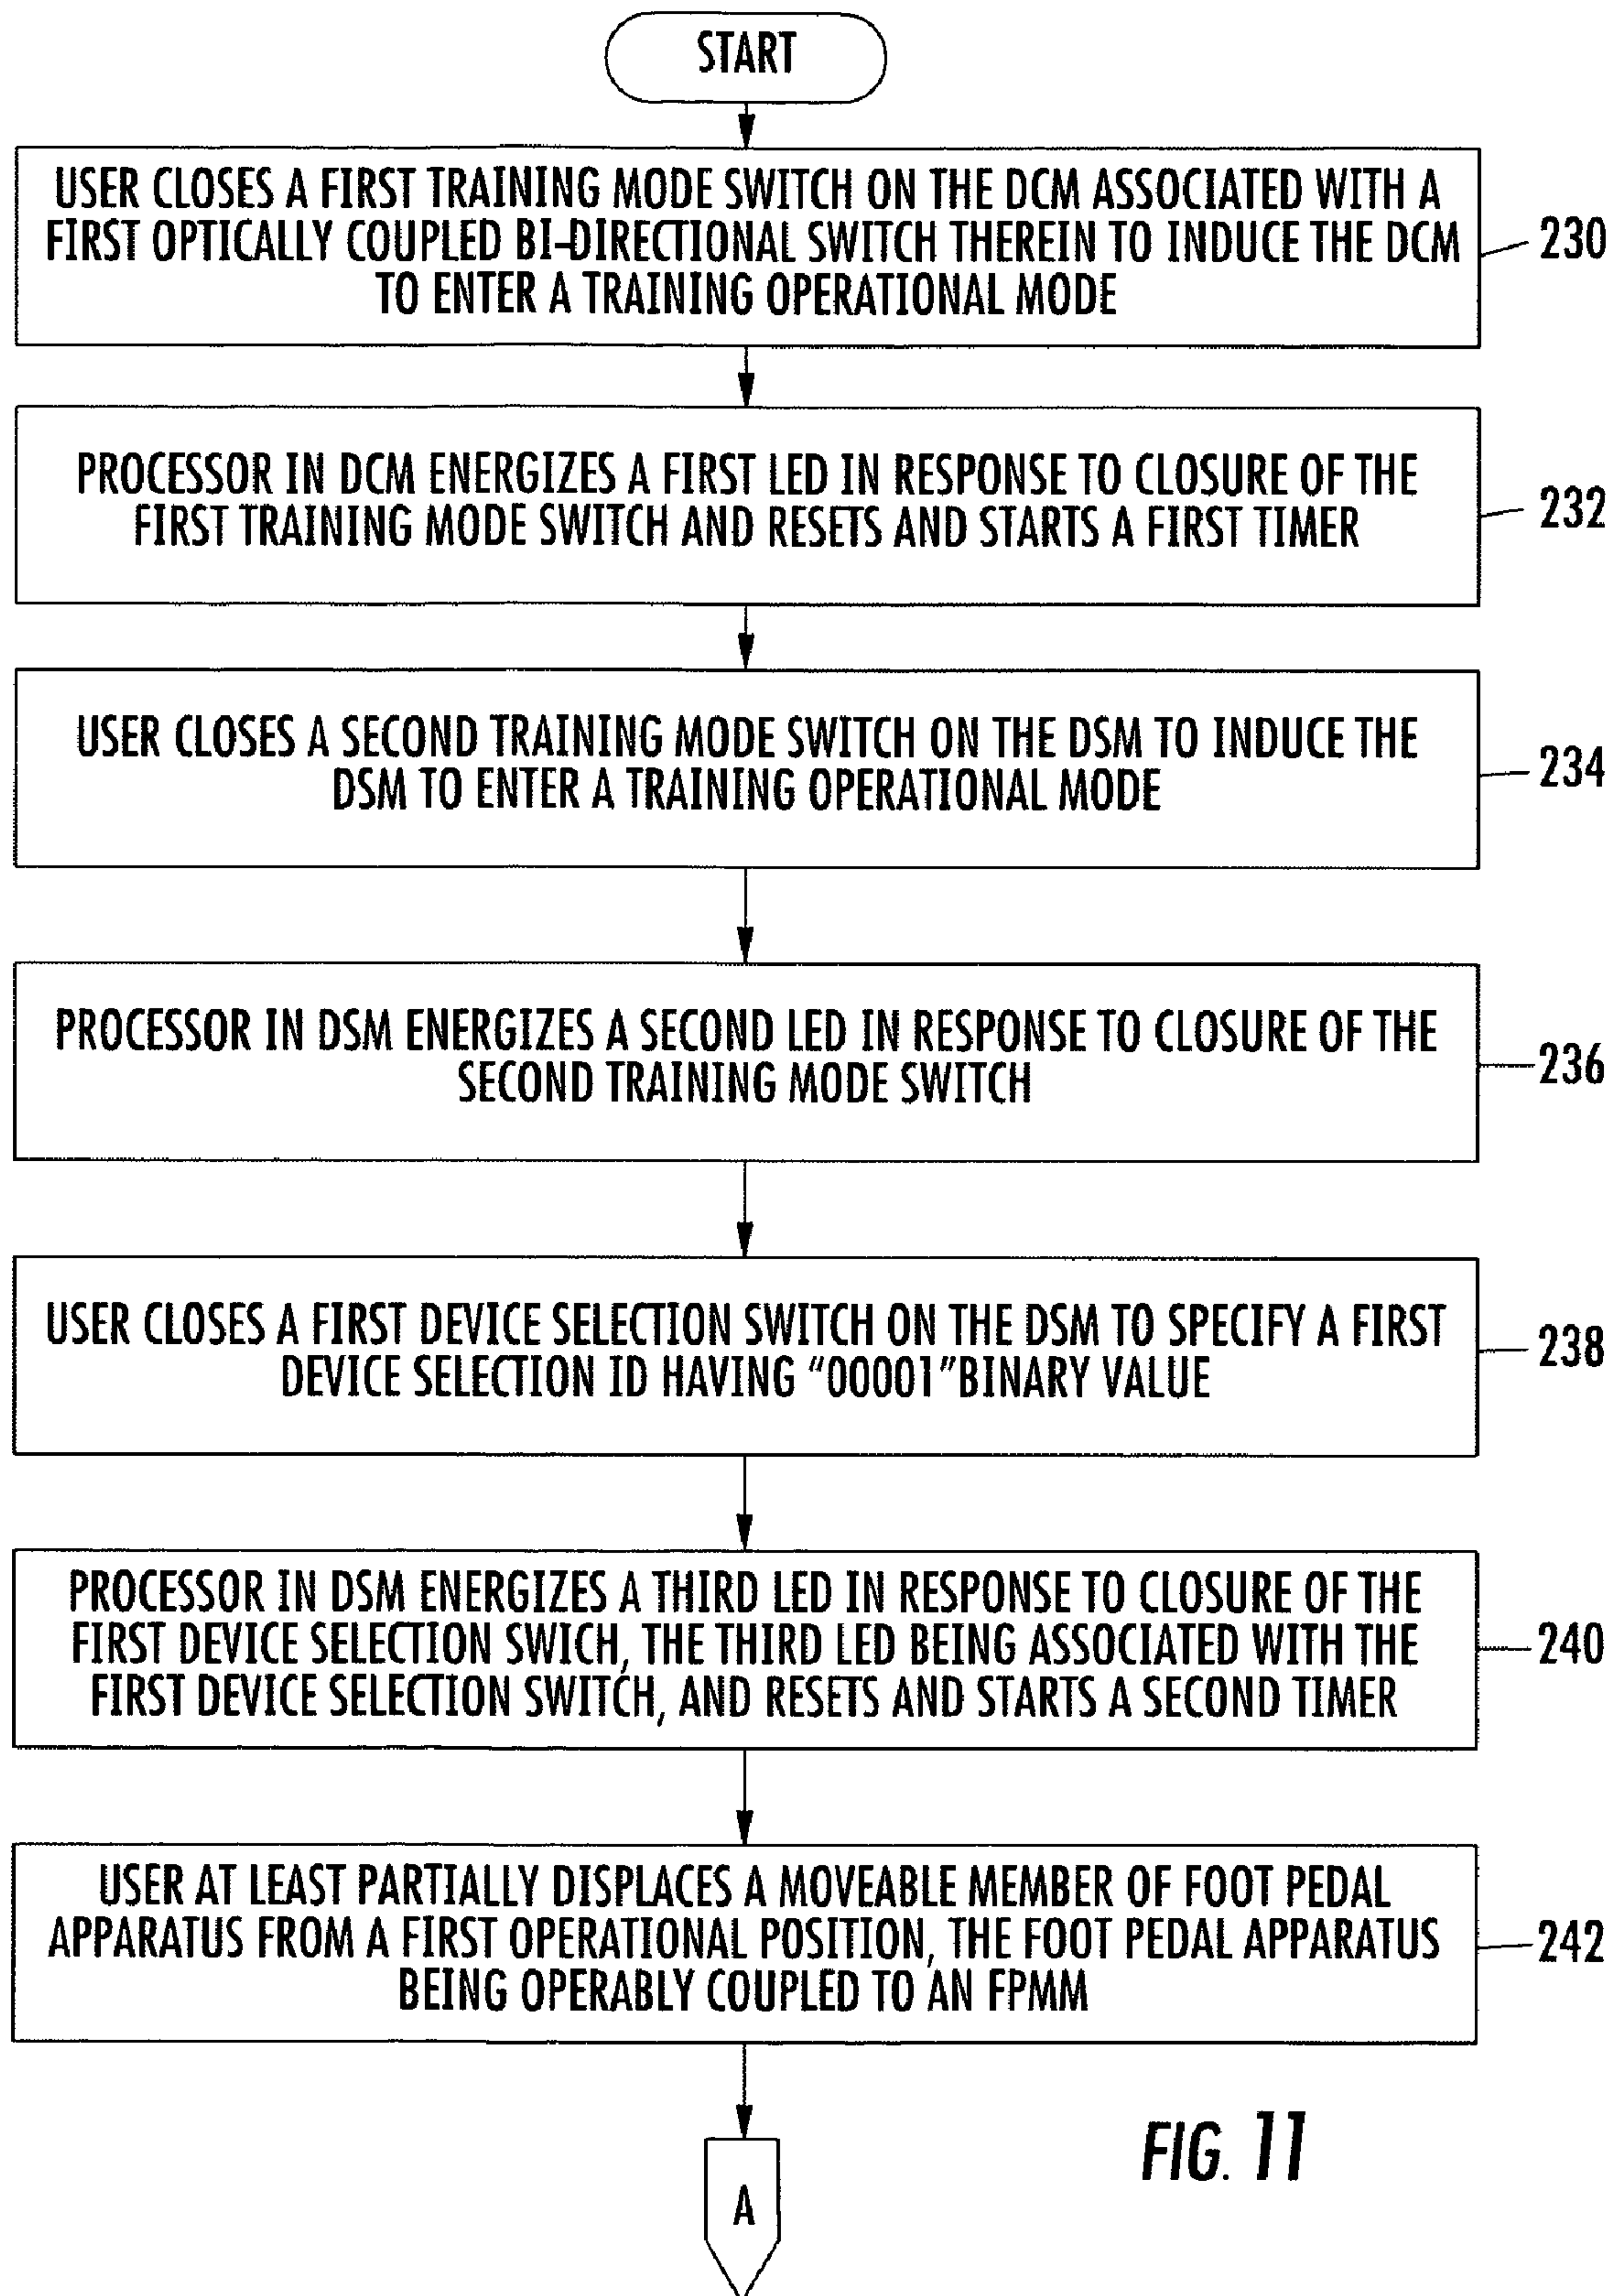 START
USER CLOSES A FIRST TRAINING MODE SWITCH ON THE DCM ASSOCIATED WITH A
FIRST OPTICALLY COUPLED BI-DIRECTIONAL SWITCH THEREIN TO INDUCE THE DCM
TO ENTER A TRAINING OPERATIONAL MODE
230
PROCESSOR IN DCM ENERGIZES A FIRST LED IN RESPONSE TO CLOSURE OF THE
FIRST TRAINING MODE SWITCH AND RESETS AND STARTS A FIRST TIMER
232
USER CLOSES A SECOND TRAINING MODE SWITCH ON THE DSM TO INDUCE THE
DSM TO ENTER A TRAINING OPERATIONAL MODE
234
PROCESSOR IN DSM ENERGIZES A SECOND LED IN RESPONSE TO CLOSURE OF THE
SECOND TRAINING MODE SWITCH
236
USER CLOSES A FIRST DEVICE SELECTION SWITCH ON THE DSM TO SPECIFY A FIRST
DEVICE SELECTION ID HAVING "00001"BINARY VALUE
238
PROCESSOR IN DSM ENERGIZES A THIRD LED IN RESPONSE TO CLOSURE OF THE
FIRST DEVICE SELECTION SWICH, THE THIRD LED BEING ASSOCIATED WITH THE
FIRST DEVICE SELECTION SWITCH, AND RESETS AND STARTS A SECOND TIMER
240
USER AT LEAST PARTIALLY DISPLACES A MOVEABLE MEMBER OF FOOT PEDAL
APPARATUS FROM A FIRST OPERATIONAL POSITION, THE FOOT PEDAL APPARATUS
BEING OPERABLY COUPLED TO AN FPMM
242
A
FIG. 11